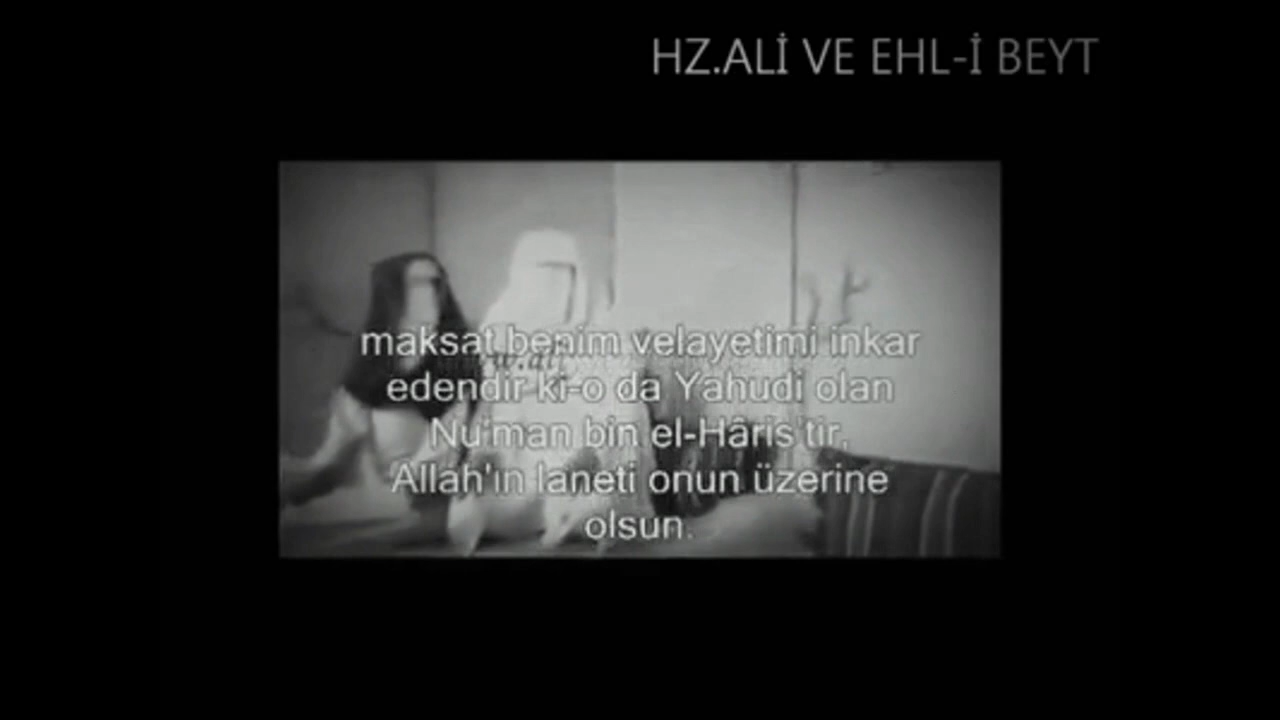 HZ.ALİ VE EHL-İ BEYT
maksat benim velayetimi inkar
edendir ki-o da Yahudi olan
Nu'man bin el-Hâris'tir,
Allah'ın laneti onun üzerine
olsun.